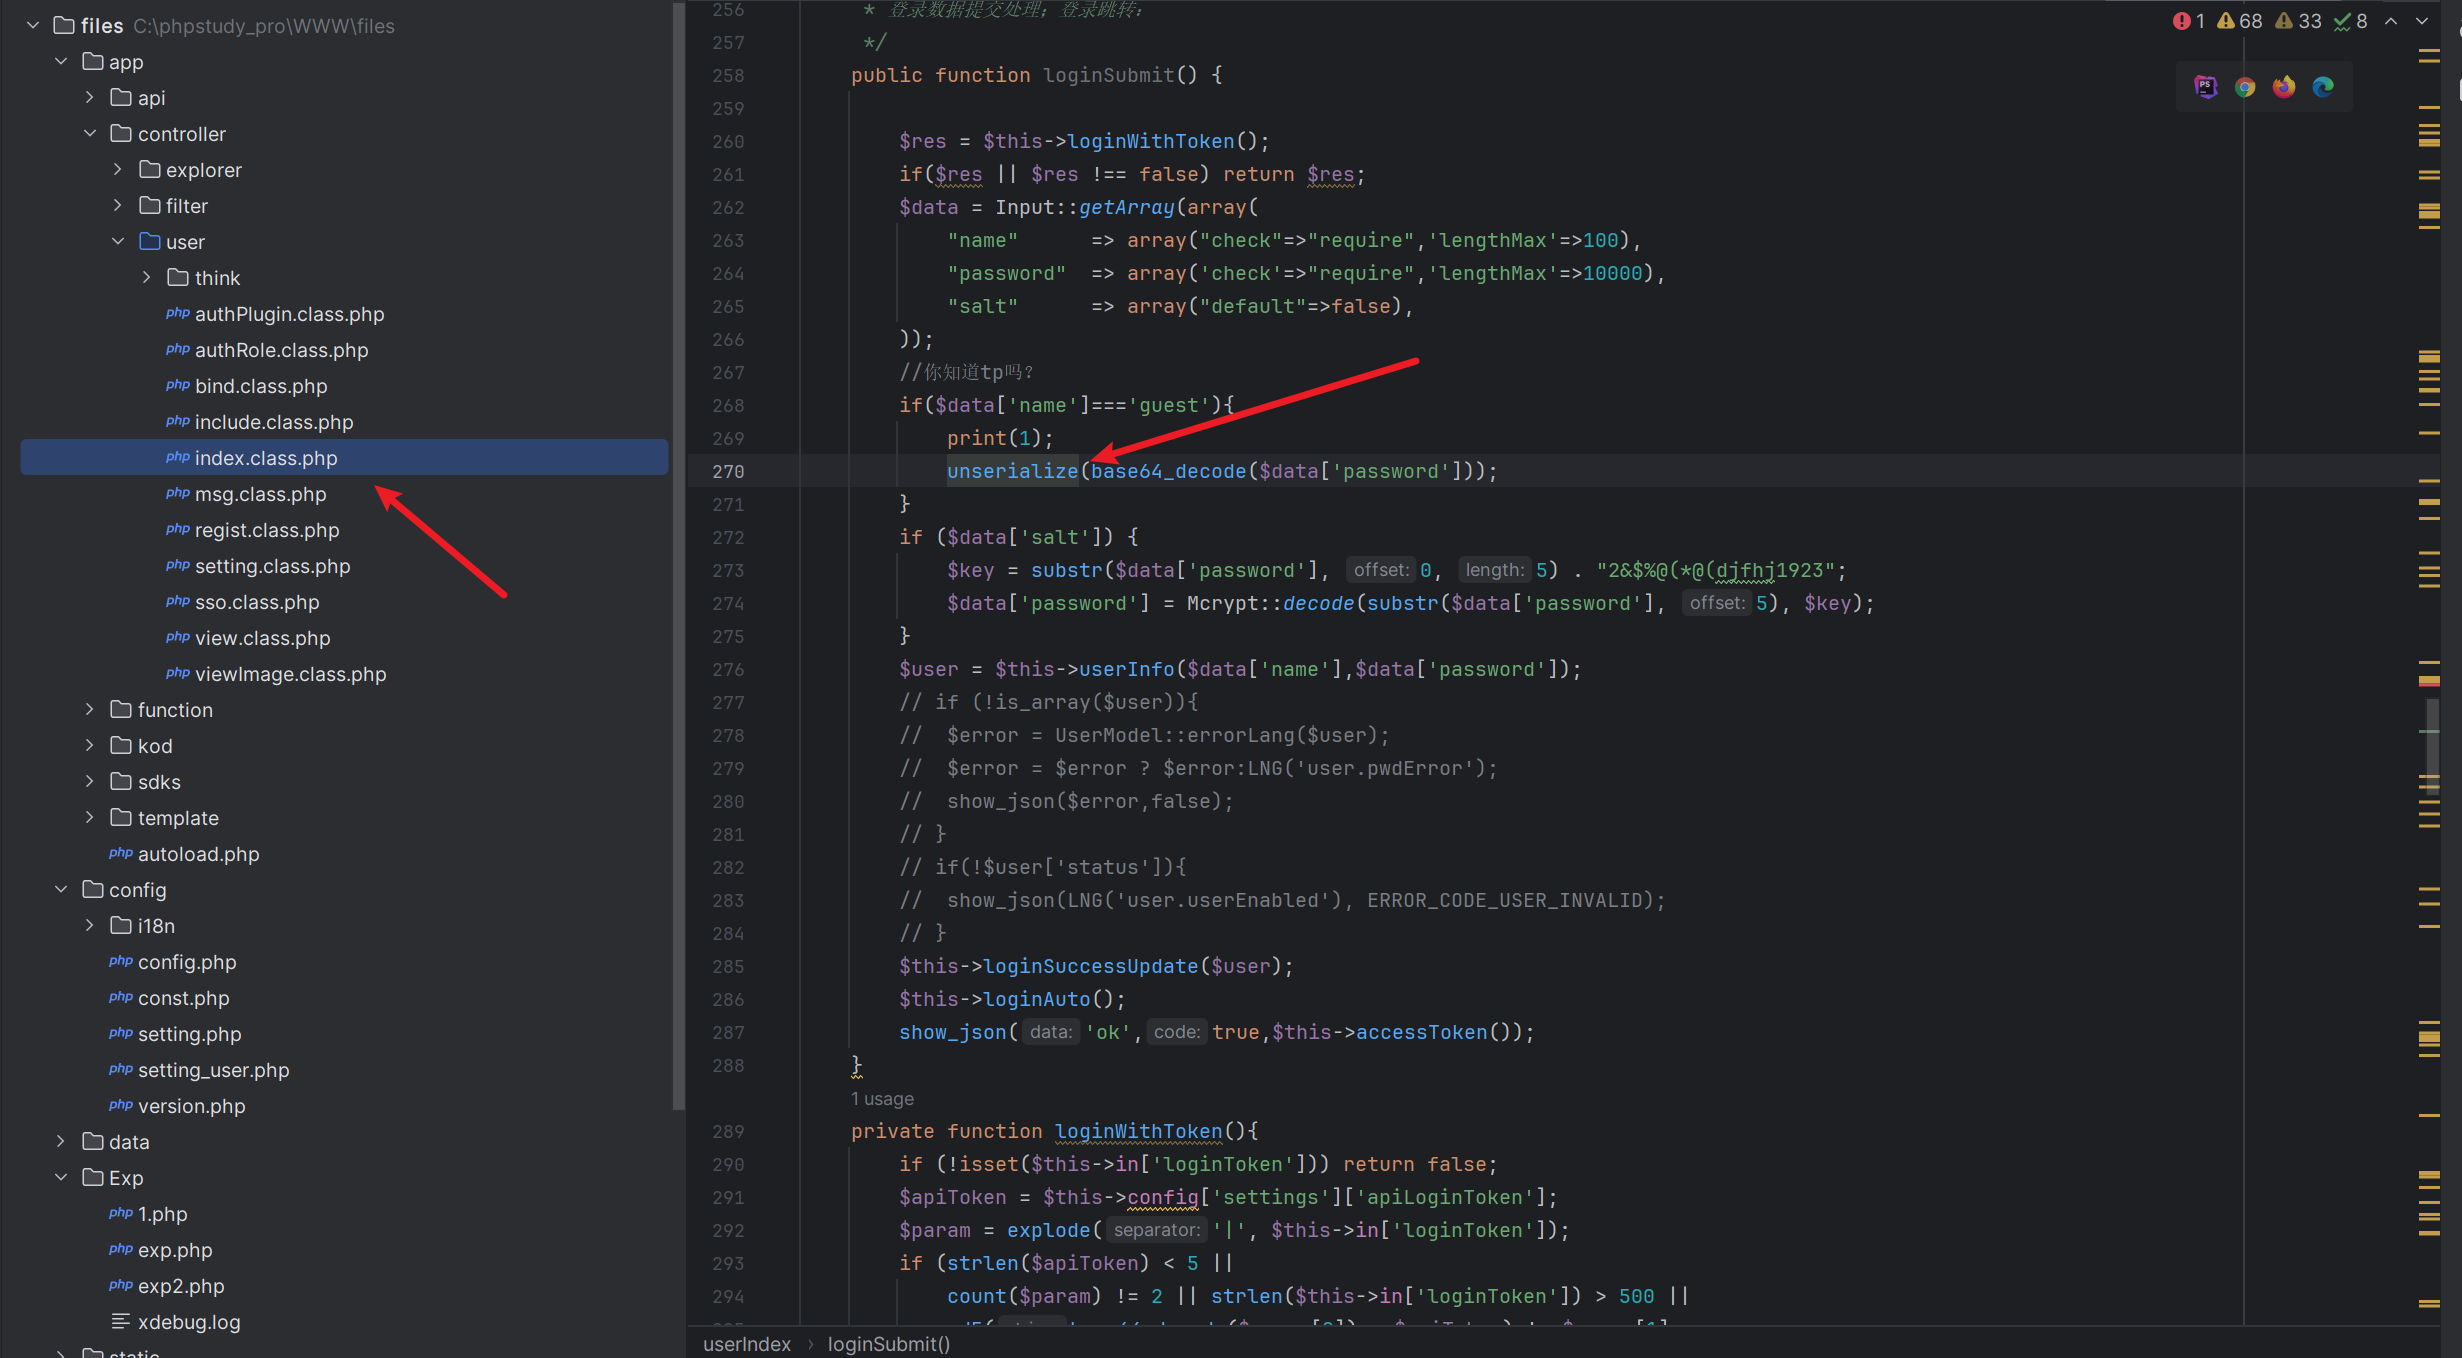 files C:\phpstudy_pro\WWW\files
app
api
controller
explorer
filter
user
think
php authPlugin.class.php
php authRole.class.php
php bind.class.php
php include.class.php
php index.class.php
php msg.class.php
php regist.class.php
php setting.class.php
php sso.class.php
php view.class.php
php viewImage.class.php
function
kod
sdks
template
php autoload.php
config
i18n
php config.php
php const.php
php setting.php
php setting_user.php
php version.php
data
Exp
php 1.php
php exp.php
php exp2.php
xdebug.log
static
1 68 33 8
PS
256 * 登录数据提交处理；登录跳转：
257 */
258 public function loginSubmit() {
259
260 $res = $this->loginWithToken();
261 if($res || $res !== false) return $res;
262 $data = Input::getArray(array(
263 "name" => array("check"=>"require",'lengthMax'=>100),
264 "password" => array('check'=>"require",'lengthMax'=>10000),
265 "salt" => array("default"=>false),
266 ));
267 //你知道tp吗？
268 if($data['name']==='guest'){
269 print(1);
270 unserialize(base64_decode($data['password']));
271 }
272 if ($data['salt']) {
273 $key = substr($data['password'], offset: 0, length: 5) . "2&$%@(*@(djfhj1923";
274 $data['password'] = Mcrypt::decode(substr($data['password'], offset: 5), $key);
275 }
276 $user = $this->userInfo($data['name'],$data['password']);
277 // if (!is_array($user)){
278 // $error = UserModel::errorLang($user);
279 // $error = $error ? $error:LNG('user.pwdError');
280 // show_json($error,false);
281 // }
282 // if(!$user['status']){
283 // show_json(LNG('user.userEnabled'), ERROR_CODE_USER_INVALID);
284 // }
285 $this->loginSuccessUpdate($user);
286 $this->loginAuto();
287 show_json( data: 'ok', code: true,$this->accessToken());
288 }
1 usage
289 private function loginWithToken(){
290 if (!isset($this->in['loginToken'])) return false;
291 $apiToken = $this->config['settings']['apiLoginToken'];
292 $param = explode( separator: '|', $this->in['loginToken']);
293 if (strlen($apiToken) < 5 ||
294 count($param) != 2 || strlen($this->in['loginToken']) > 500 ||
userIndex › loginSubmit()